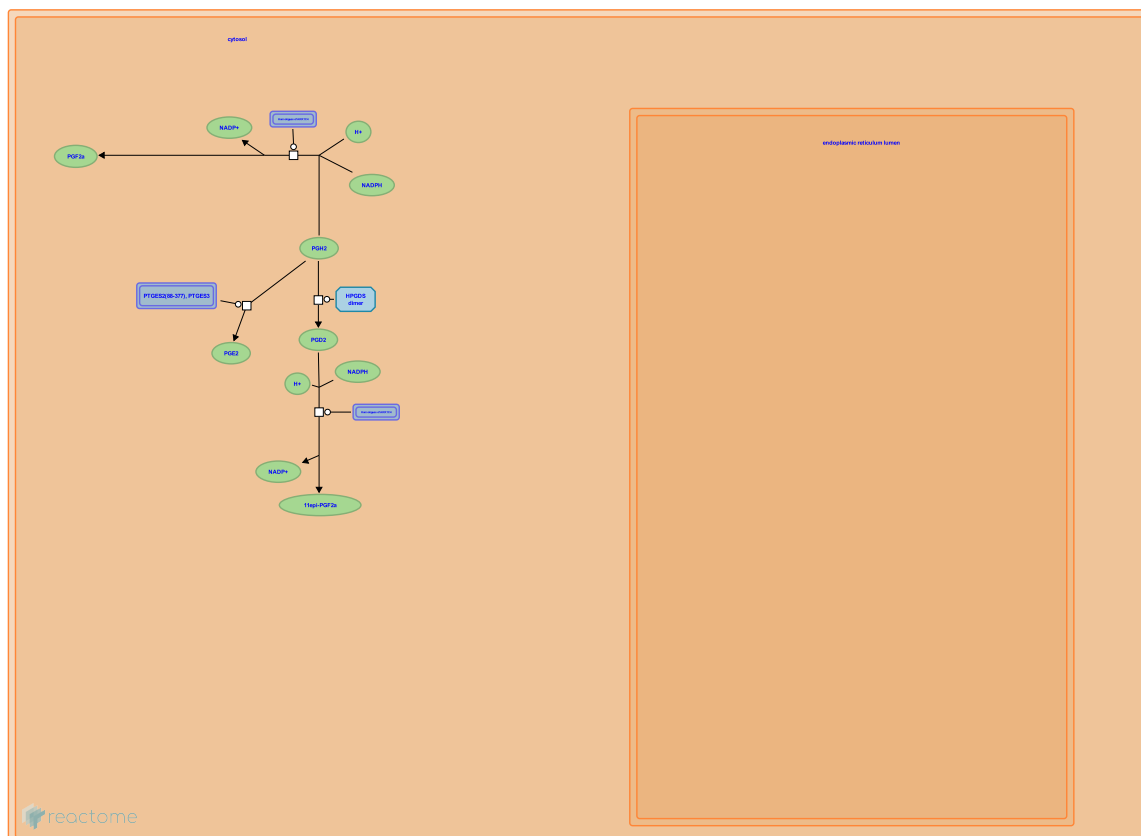 cytosol
NADP+
H+
endoplasmic reticulum lumen
PGF2a
NADPH
PGH2
PTGES2(88-377), PTGES3
HPGDS
dimer
PGD2
PGE2
NADPH
H+
NADP+
11epi-PGF2a
reactome